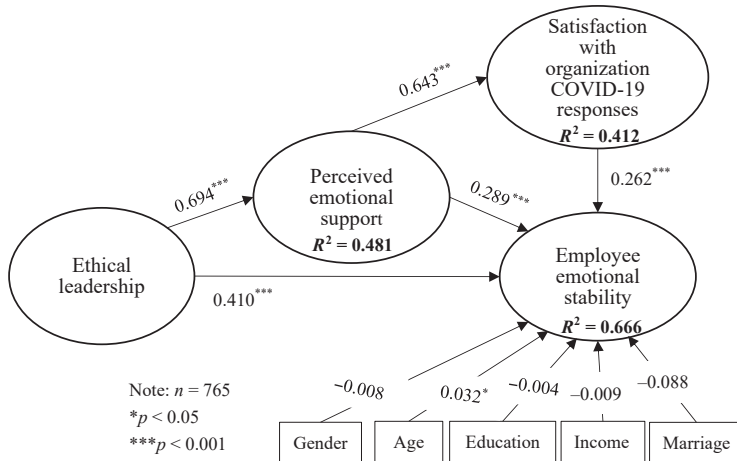 Satisfaction
with
organization
COVID-19
responses
R² = 0.412
0.643***
Perceived
emotional
support
R² = 0.481
0.694***
0.289***
0.262***
Ethical
leadership
0.410***
Employee
emotional
stability
R² = 0.666
−0.008
0.032*
−0.004
−0.009
−0.088
Note: n = 765
*p < 0.05
***p < 0.001
Gender
Age
Education
Income
Marriage